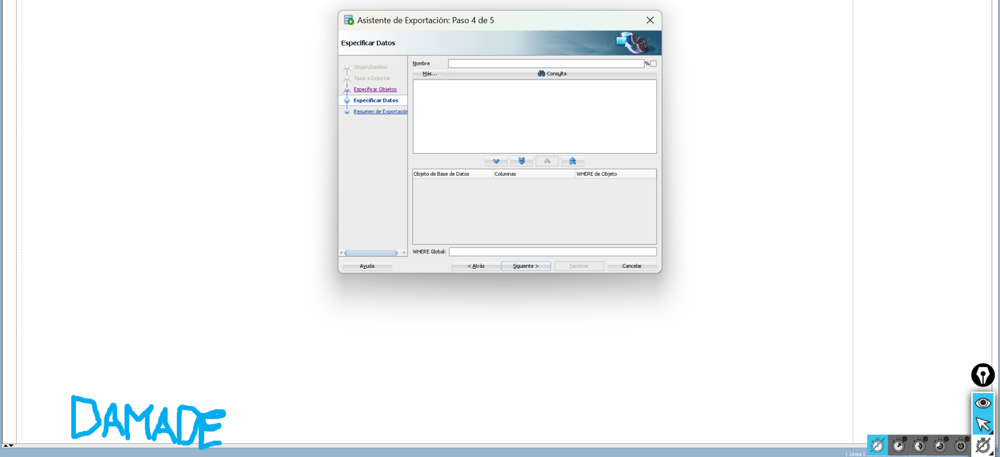 Asistente de Exportación: Paso 4 de 5
Especificar Datos
SQL
Origen/Destino
Tipos a Exportar
Especificar Objetos
Especificar Datos
Resumen de Exportación
Nombre
%
Más...
Consulta
Objeto de Base de Datos
Columnas
WHERE de Objeto
WHERE Global:
Ayuda
< Atrás
Siguiente >
Terminar
Cancelar
DAMADE
| Línea 1